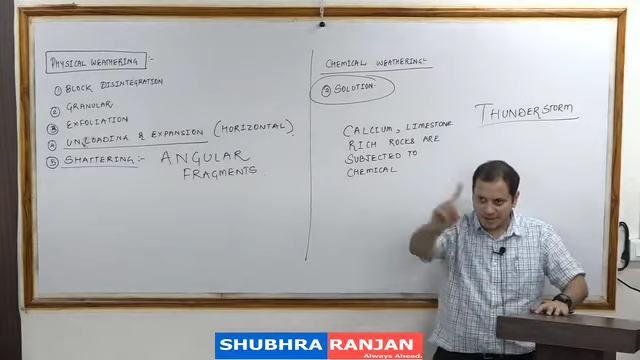 PHYSICAL WEATHERING
① BLOCK DISINTEGRATION
② GRANULAR
③ EXFOLIATION
④ UNLOADING & EXPANSION (HORIZONTAL)
⑤ SHATTERING :- ANGULAR
FRAGMENTS.
CHEMICAL WEATHERING:-
SOLUTION.
CALCIUM, LIMESTONE
RICH ROCKS ARE
SUBJECTED TO
CHEMICAL
THUNDERSTORM
SHUBHRA RANJAN
Always Ahead.